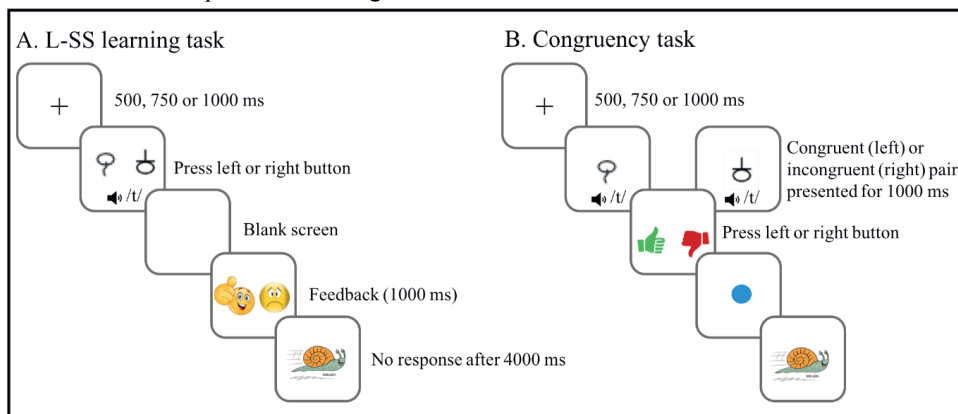 A. L-SS learning task
500, 750 or 1000 ms
/t/
Press left or right button
Blank screen
Feedback (1000 ms)
No response after 4000 ms
B. Congruency task
500, 750 or 1000 ms
/t/
/t/
Congruent (left) or
incongruent (right) pair
presented for 1000 ms
Press left or right button